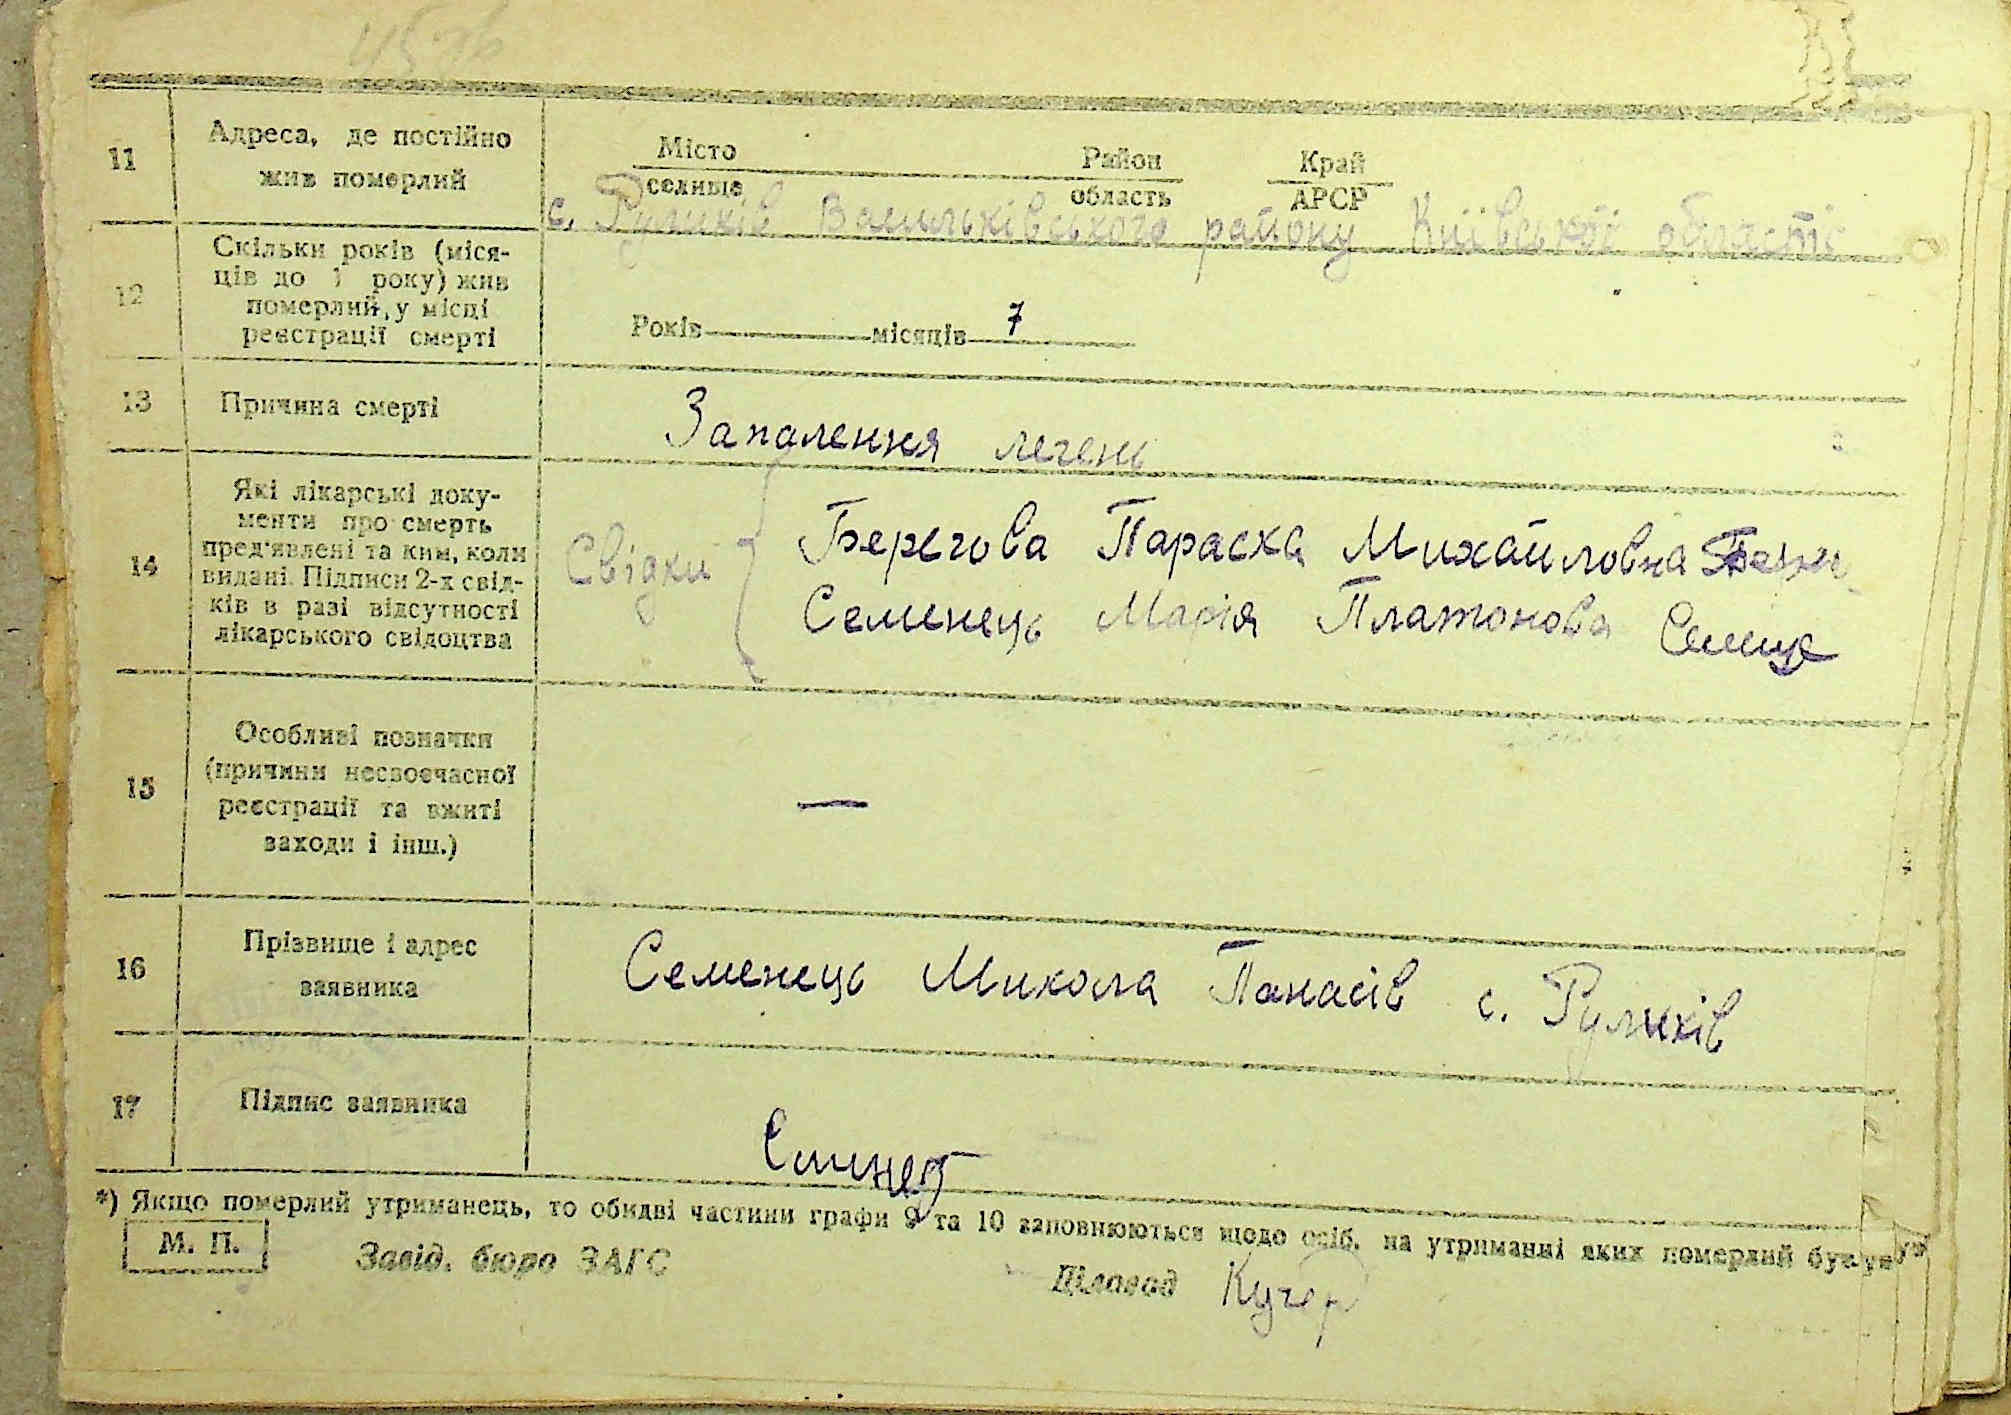 11
Адреса, де постійно
жив померлий
Місто
селище
Район
область
Край
АРСР
с. Руликів Васильківського району Київської області
12
Скільки років (міся-
ців до 1 року) жив
померлий, у місці
реєстрації смерті
Років місяців 7
13
Причина смерті
Запалення легень
14
Які лікарські доку-
менти про смерть
пред'явлені та ким, коли
видані. Підписи 2-х свід-
ків в разі відсутності
лікарського свідоцтва
Свідки
Берегова Параска Михайловна
Семенець Марія Платонова
15
Особливі позначки
(причини несвоєчасної
реєстрації та вжиті
заходи і інш.)
—
16
Прізвище і адрес
заявника
Семенець Микола Панасів с. Руликів
17
Підпис заявника
*) Якщо померлий утриманець, то обидві частини графи 9 та 10 заповнюються щодо осіб, на утриманні яких померлий був
М. П.
Завід. бюро ЗАГС
Діловод Кучер